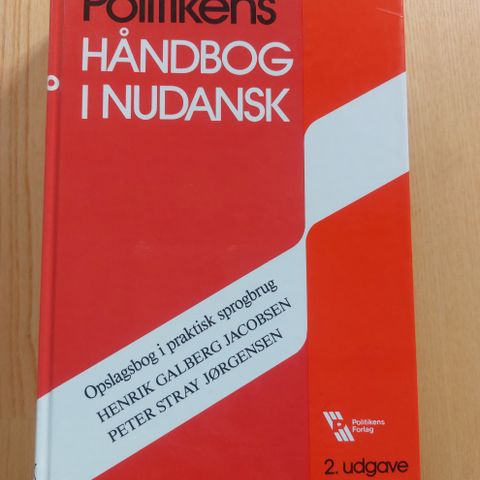 Politikens
HÅNDBOG
I NUDANSK
Opslagsbog i praktisk sprogbrug
HENRIK GALBERG JACOBSEN
PETER STRAY JØRGENSEN
Politikens
Forlag
2. udgave